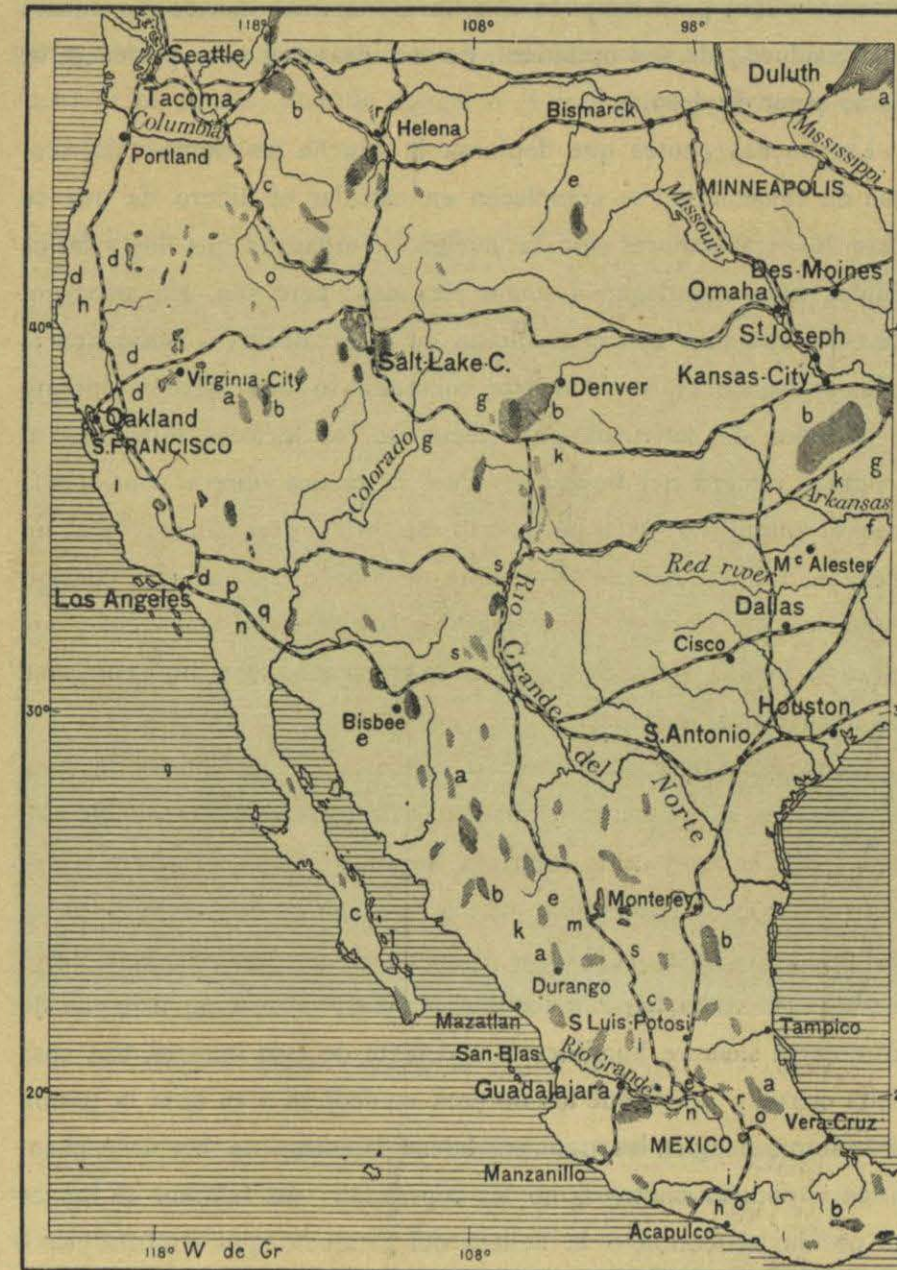 118° 108° 98°
Seattle
Duluth
a
Tacoma
b r
Helena Bismarck
Columbia
Mississippi
Portland
MINNEAPOLIS
c e
Missouri
d d
o
Des-Moines
h
Omaha
40°
d
St Joseph
Salt-Lake-C.
Virginia-City
Denver
Kansas-City
d a b
g b b
Oakland
S. FRANCISCO
Colorado
g k k g
l
Arkansas
f
s
Red river
Mc Alester
d p
Los Angeles
Rio
Dallas
q
n
s
Cisco
Grande
30°
Bisbee
Houston
e
S. Antonio
del
a
Norte
b e
Monterey
c k m
b
l a s
Durango
c
Mazatlan
S Luis-Potosi
Tampico
i
San-Blas
Rio Grande
20°
Guadalajara
e a
n r
o
Vera-Cruz
MEXICO
Manzanillo
i j
h o b
Acapulco
118° W de Gr 108°